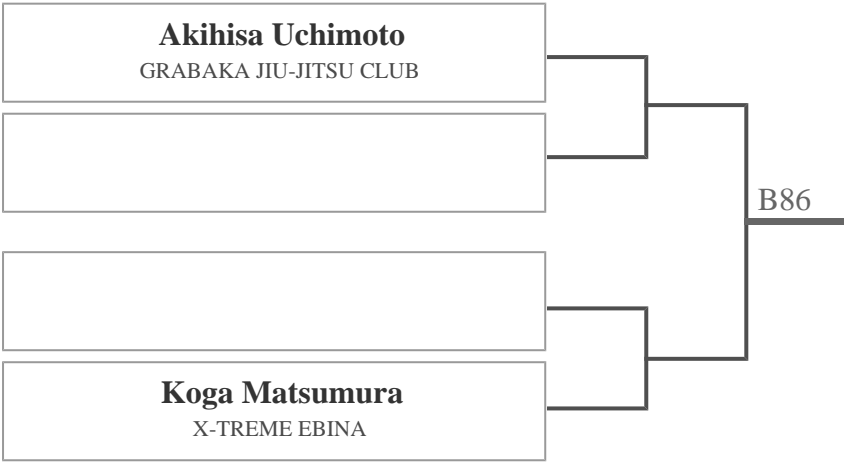 Akihisa Uchimoto
GRABAKA JIU-JITSU CLUB
B86
Koga Matsumura
X-TREME EBINA